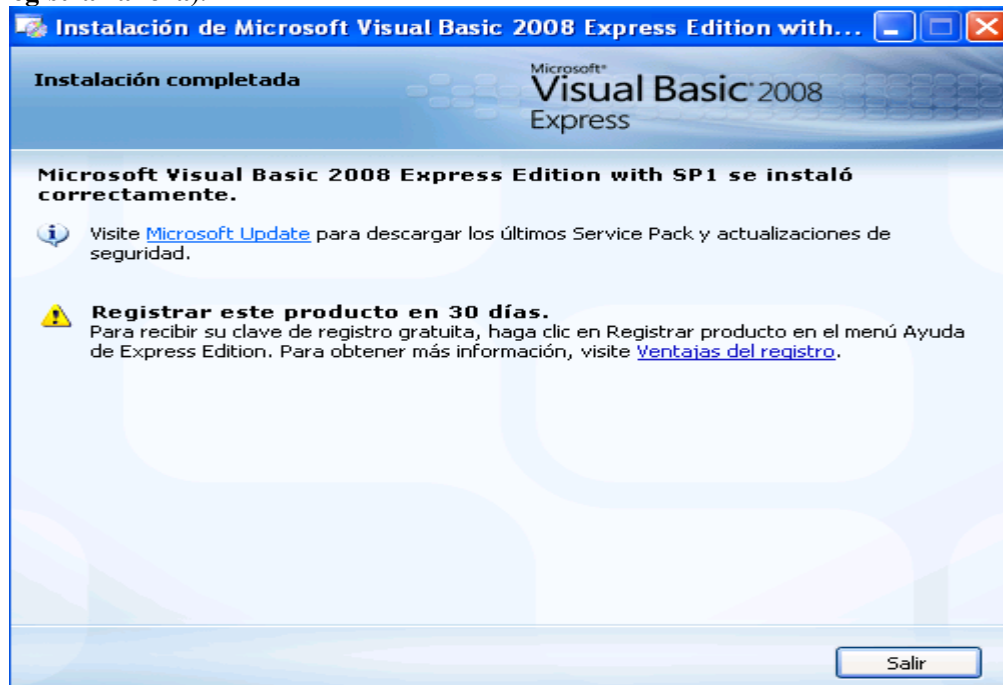 Instalación de Microsoft Visual Basic 2008 Express Edition with...
Instalación completada
Microsoft®
Visual Basic® 2008
Express
Microsoft Visual Basic 2008 Express Edition with SP1 se instaló
correctamente.
Visite Microsoft Update para descargar los últimos Service Pack y actualizaciones de
seguridad.
Registrar este producto en 30 días.
Para recibir su clave de registro gratuita, haga clic en Registrar producto en el menú Ayuda
de Express Edition. Para obtener más información, visite Ventajas del registro.
Salir